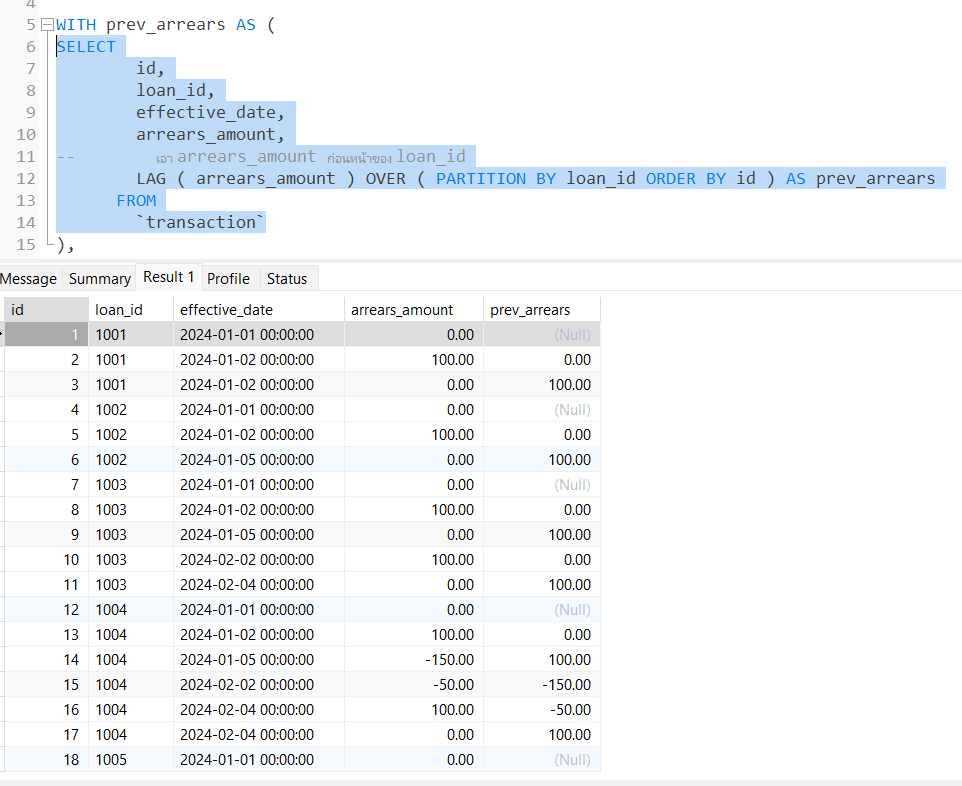 4
5 WITH prev_arrears AS (
6 SELECT
7 id,
8 loan_id,
9 effective_date,
10 arrears_amount,
11 -- เอา arrears_amount ก่อนหน้าของ loan_id
12 LAG ( arrears_amount ) OVER ( PARTITION BY loan_id ORDER BY id ) AS prev_arrears
13 FROM
14 `transaction`
15 ),
Message Summary Result 1 Profile Status
id loan_id effective_date arrears_amount prev_arrears
1 1001 2024-01-01 00:00:00 0.00 (Null)
2 1001 2024-01-02 00:00:00 100.00 0.00
3 1001 2024-01-02 00:00:00 0.00 100.00
4 1002 2024-01-01 00:00:00 0.00 (Null)
5 1002 2024-01-02 00:00:00 100.00 0.00
6 1002 2024-01-05 00:00:00 0.00 100.00
7 1003 2024-01-01 00:00:00 0.00 (Null)
8 1003 2024-01-02 00:00:00 100.00 0.00
9 1003 2024-01-05 00:00:00 0.00 100.00
10 1003 2024-02-02 00:00:00 100.00 0.00
11 1003 2024-02-04 00:00:00 0.00 100.00
12 1004 2024-01-01 00:00:00 0.00 (Null)
13 1004 2024-01-02 00:00:00 100.00 0.00
14 1004 2024-01-05 00:00:00 -150.00 100.00
15 1004 2024-02-02 00:00:00 -50.00 -150.00
16 1004 2024-02-04 00:00:00 100.00 -50.00
17 1004 2024-02-04 00:00:00 0.00 100.00
18 1005 2024-01-01 00:00:00 0.00 (Null)